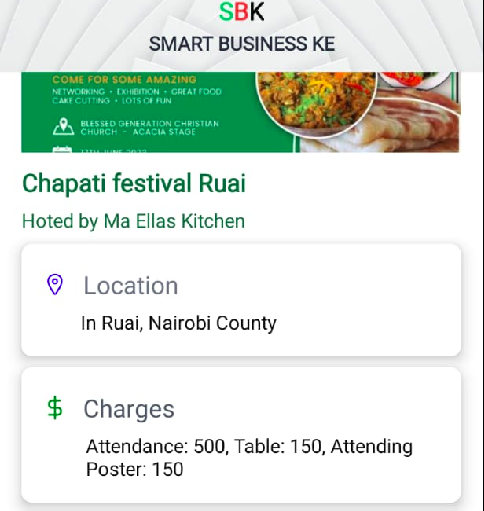 SBK
SMART BUSINESS KE
COME FOR SOME AMAZING
NETWORKING • EXHIBITION • GREAT FOOD
CAKE CUTTING • LOTS OF FUN
BLESSED GENERATION CHRISTIAN
CHURCH - ACACIA STAGE
Chapati festival Ruai
Hoted by Ma Ellas Kitchen
Location
In Ruai, Nairobi County
Charges
Attendance: 500, Table: 150, Attending
Poster: 150